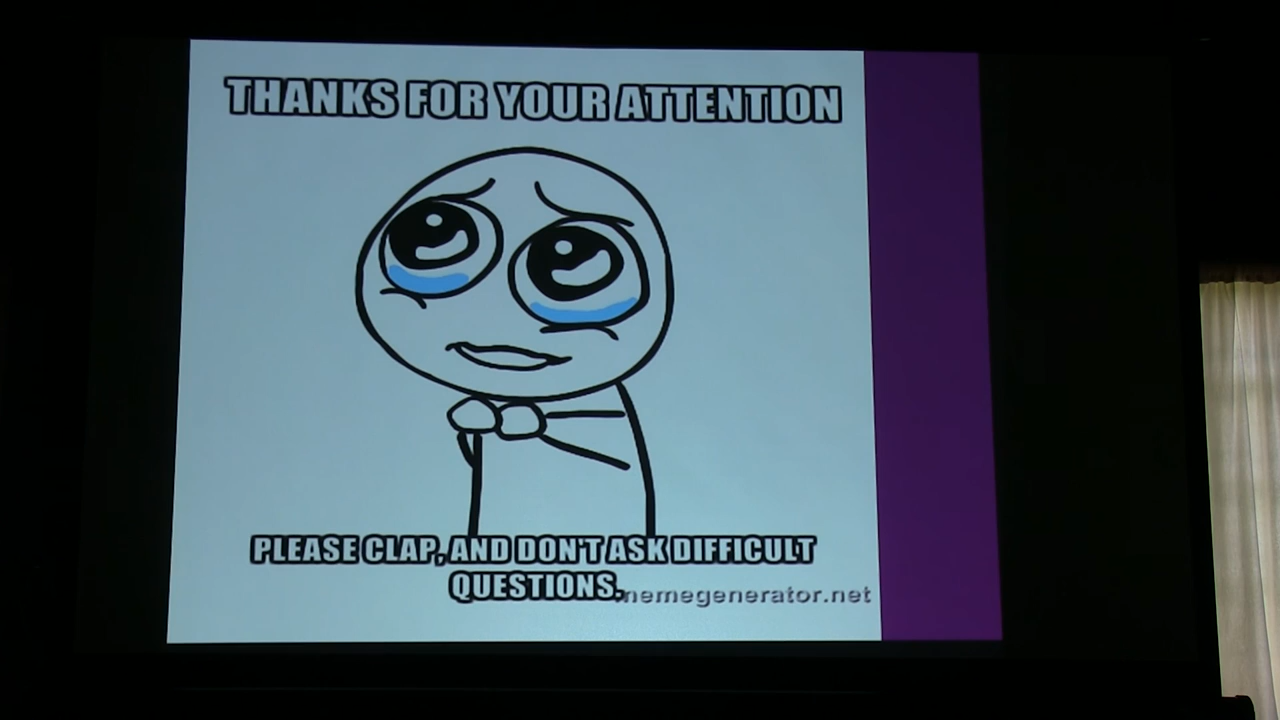 THANKS FOR YOUR ATTENTION
PLEASE CLAP, AND DON'T ASK DIFFICULT
QUESTIONS.
memegenerator.net